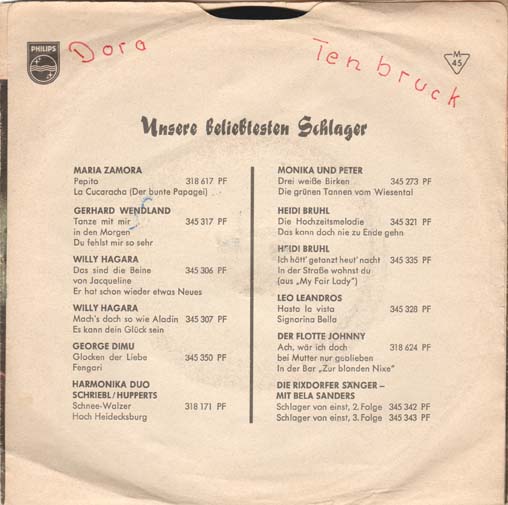 PHILIPS
Dora
Tenbruck
M
45
Unsere beliebtesten Schlager
MARIA ZAMORA
Pepito 318 617 PF
La Cucaracha (Der bunte Papagei)
GERHARD WENDLAND
Tanze mit mir 345 317 PF
in den Morgen
Du fehlst mir so sehr
WILLY HAGARA
Das sind die Beine 345 306 PF
von Jacqueline
Er hat schon wieder etwas Neues
WILLY HAGARA
Mach's doch so wie Aladin 345 307 PF
Es kann dein Glück sein
GEORGE DIMU
Glocken der Liebe 345 350 PF
Fengari
HARMONIKA DUO
SCHRIEBL/HUPPERTS
Schnee-Walzer 318 171 PF
Hoch Heidecksburg
MONIKA UND PETER
Drei weiße Birken 345 273 PF
Die grünen Tannen vom Wiesental
HEIDI BRUHL
Die Hochzeitsmelodie 345 321 PF
Das kann doch nie zu Ende gehn
HEIDI BRUHL
Ich hätt' getanzt heut' nacht 345 335 PF
In der Straße wohnst du
(aus „My Fair Lady")
LEO LEANDROS
Hasta la vista 345 328 PF
Signorina Bella
DER FLOTTE JOHNNY
Ach, wär ich doch 318 624 PF
bei Mutter nur geblieben
In der Bar „Zur blonden Nixe"
DIE RIXDORFER SÄNGER –
MIT BELA SANDERS
Schlager von einst, 2. Folge 345 342 PF
Schlager von einst, 3. Folge 345 343 PF